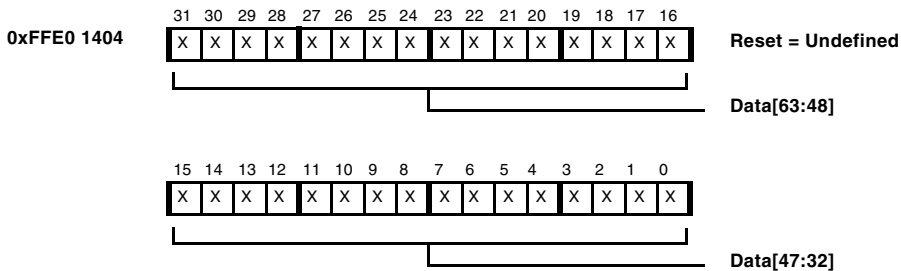 31 30 29 28 27 26 25 24 23 22 21 20 19 18 17 16
0xFFE0 1404 X X X X X X X X X X X X X X X X Reset = Undefined
Data[63:48]
15 14 13 12 11 10 9 8 7 6 5 4 3 2 1 0
X X X X X X X X X X X X X X X X
Data[47:32]